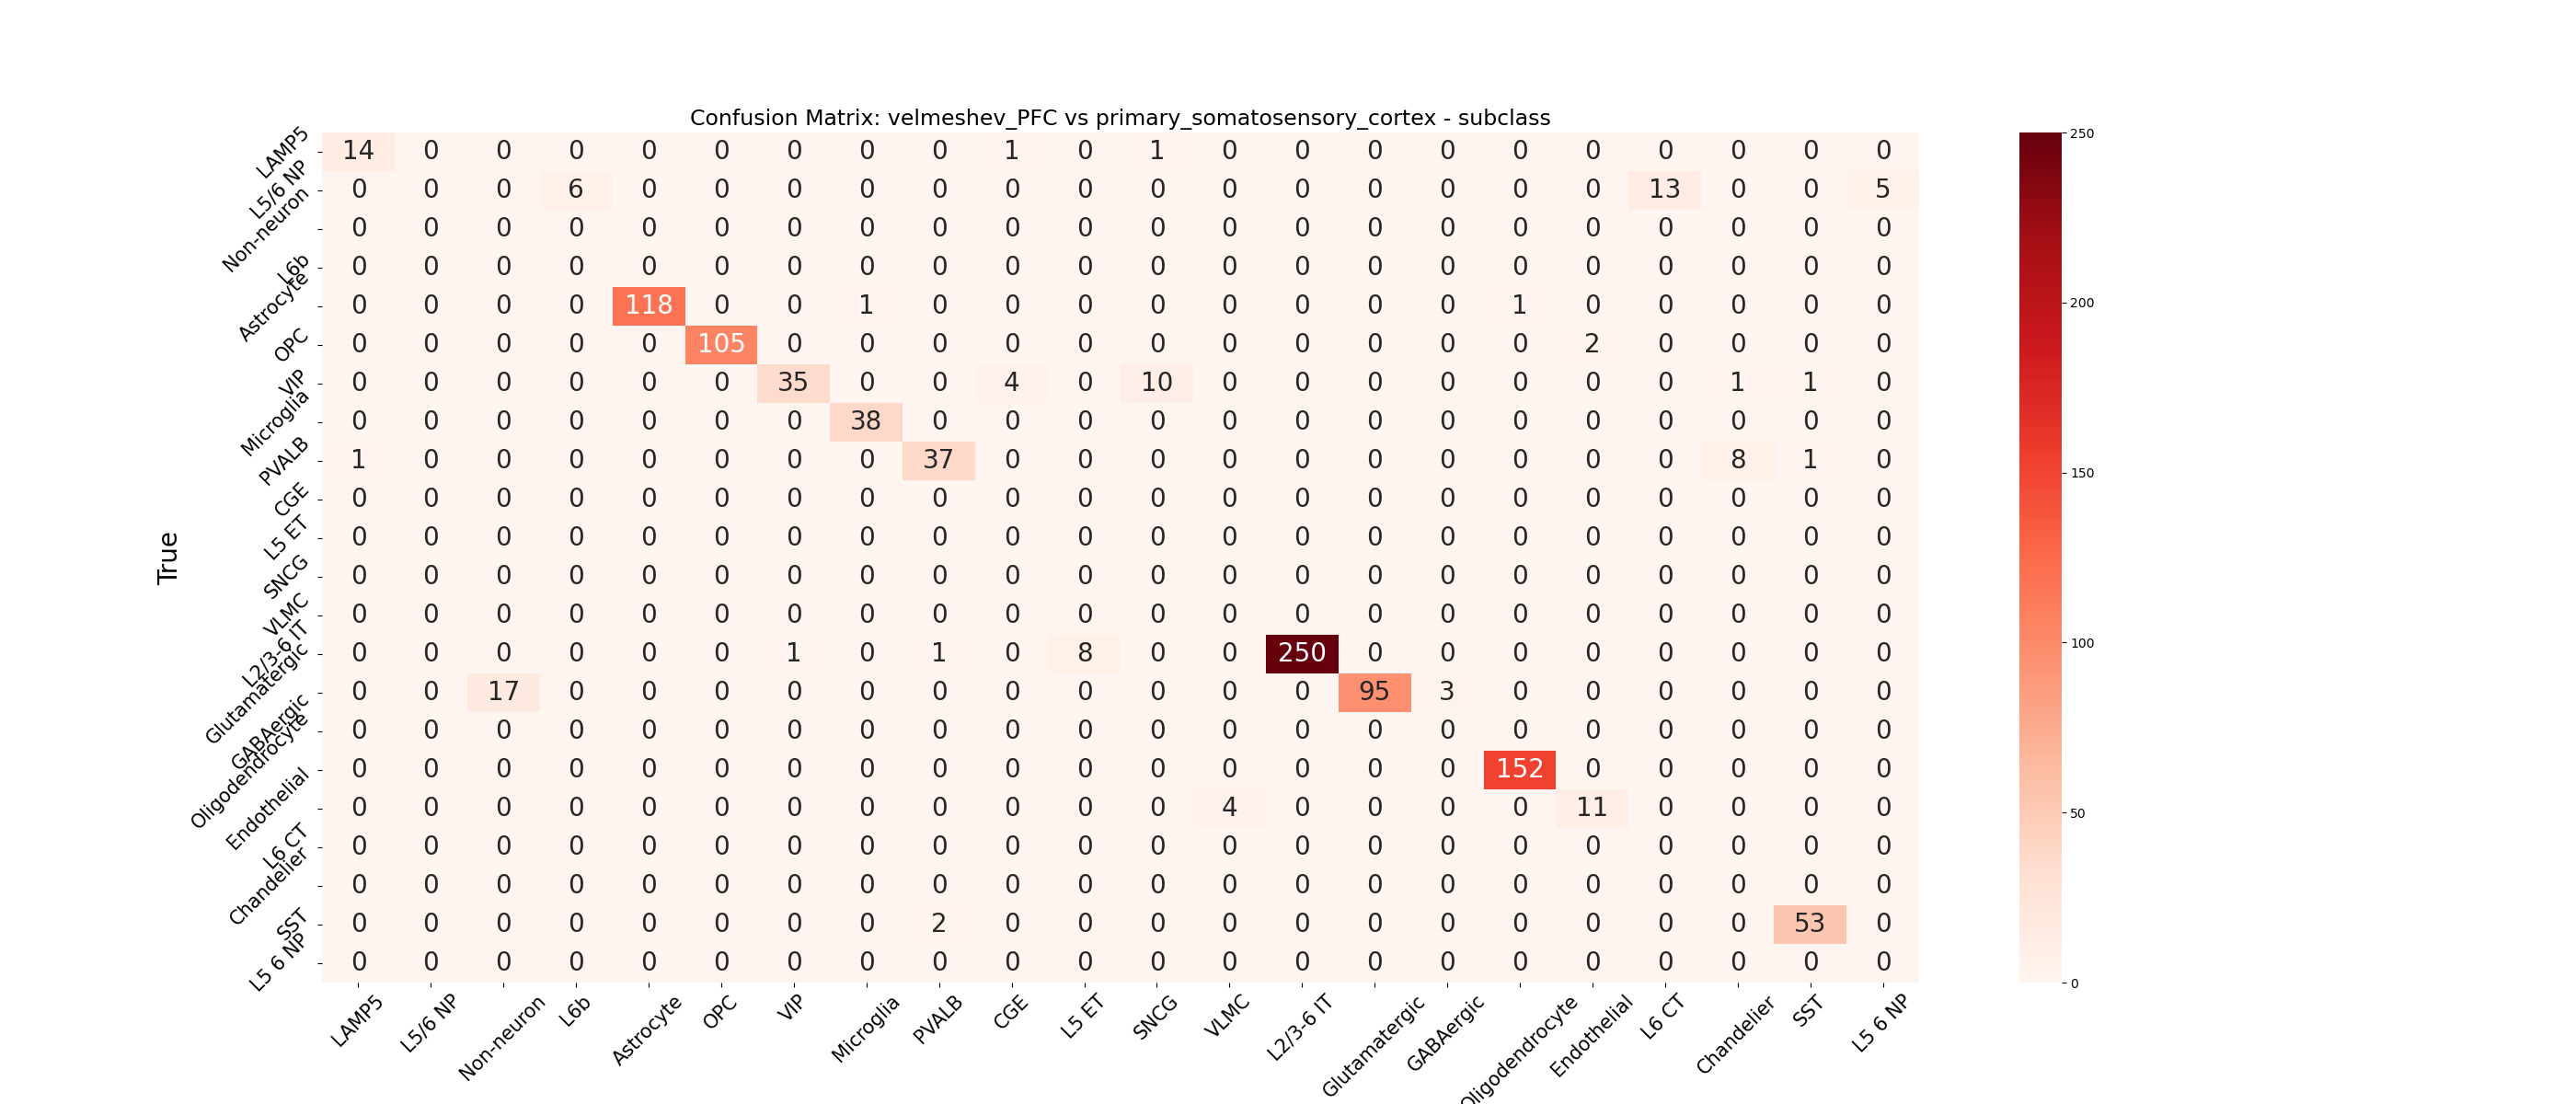 Confusion Matrix: velmeshev_PFC vs primary_somatosensory_cortex - subclass
True
LAMP5 14 0 0 0 0 0 0 0 0 1 0 1 0 0 0 0 0 0 0 0 0 0
L5/6 NP 0 0 0 6 0 0 0 0 0 0 0 0 0 0 0 0 0 0 13 0 0 5
Non-neuron 0 0 0 0 0 0 0 0 0 0 0 0 0 0 0 0 0 0 0 0 0 0
L6b 0 0 0 0 0 0 0 0 0 0 0 0 0 0 0 0 0 0 0 0 0 0
Astrocyte 0 0 0 0 118 0 0 1 0 0 0 0 0 0 0 0 1 0 0 0 0 0
OPC 0 0 0 0 0 105 0 0 0 0 0 0 0 0 0 0 0 2 0 0 0 0
VIP 0 0 0 0 0 0 35 0 0 4 0 10 0 0 0 0 0 0 0 1 1 0
Microglia 0 0 0 0 0 0 0 38 0 0 0 0 0 0 0 0 0 0 0 0 0 0
PVALB 1 0 0 0 0 0 0 0 37 0 0 0 0 0 0 0 0 0 0 8 1 0
CGE 0 0 0 0 0 0 0 0 0 0 0 0 0 0 0 0 0 0 0 0 0 0
L5 ET 0 0 0 0 0 0 0 0 0 0 0 0 0 0 0 0 0 0 0 0 0 0
SNCG 0 0 0 0 0 0 0 0 0 0 0 0 0 0 0 0 0 0 0 0 0 0
VLMC 0 0 0 0 0 0 0 0 0 0 0 0 0 0 0 0 0 0 0 0 0 0
L2/3-6 IT 0 0 0 0 0 0 1 0 1 0 8 0 0 250 0 0 0 0 0 0 0 0
Glutamatergic 0 0 17 0 0 0 0 0 0 0 0 0 0 0 95 3 0 0 0 0 0 0
GABAergic 0 0 0 0 0 0 0 0 0 0 0 0 0 0 0 0 0 0 0 0 0 0
Oligodendrocyte 0 0 0 0 0 0 0 0 0 0 0 0 0 0 0 0 152 0 0 0 0 0
Endothelial 0 0 0 0 0 0 0 0 0 0 0 0 4 0 0 0 0 11 0 0 0 0
L6 CT 0 0 0 0 0 0 0 0 0 0 0 0 0 0 0 0 0 0 0 0 0 0
Chandelier 0 0 0 0 0 0 0 0 0 0 0 0 0 0 0 0 0 0 0 0 0 0
SST 0 0 0 0 0 0 0 0 2 0 0 0 0 0 0 0 0 0 0 0 53 0
L5 6 NP 0 0 0 0 0 0 0 0 0 0 0 0 0 0 0 0 0 0 0 0 0 0
LAMP5 L5/6 NP Non-neuron L6b Astrocyte OPC VIP Microglia PVALB CGE L5 ET SNCG VLMC L2/3-6 IT Glutamatergic GABAergic Oligodendrocyte Endothelial L6 CT Chandelier SST L5 6 NP
250
200
150
100
50
0